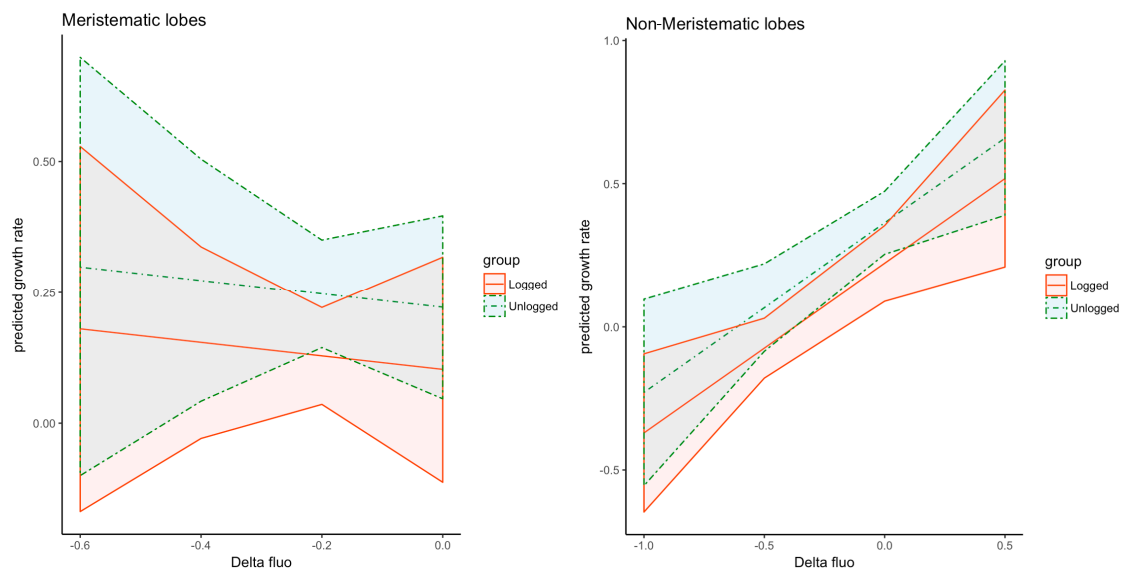 Meristematic lobes
predicted growth rate
0.50
0.25
0.00
-0.6
-0.4
-0.2
0.0
Delta fluo
group
Logged
Unlogged
Non-Meristematic lobes
predicted growth rate
1.0
0.5
0.0
-0.5
-1.0
-0.5
0.0
0.5
Delta fluo
group
Logged
Unlogged